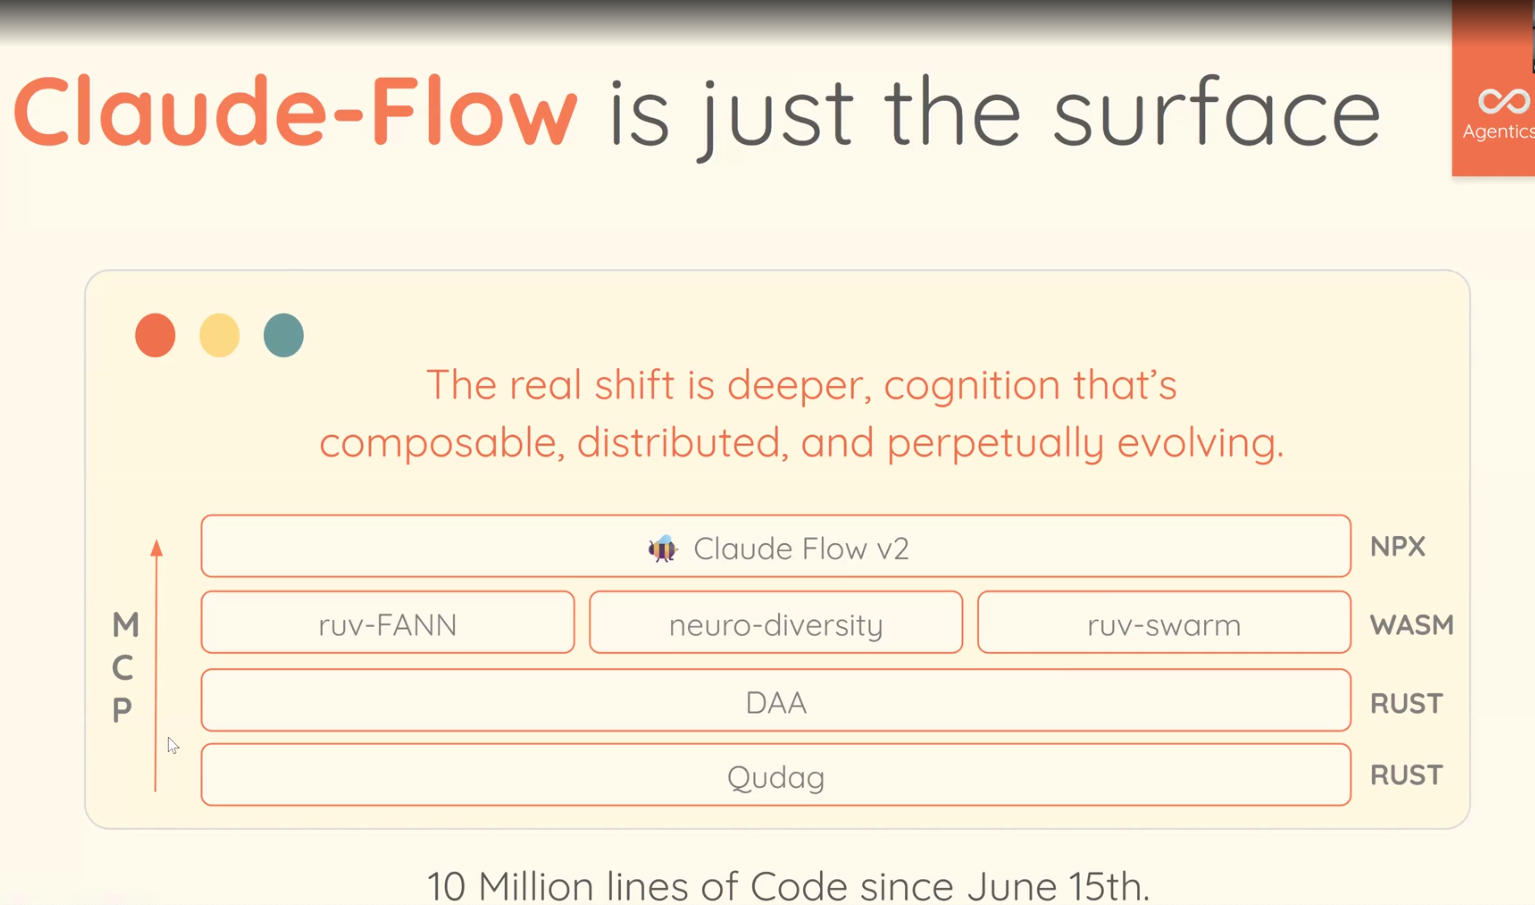 Claude-Flow is just the surface
Agentics
The real shift is deeper, cognition that's
composable, distributed, and perpetually evolving.
Claude Flow v2
NPX
ruv-FANN
neuro-diversity
ruv-swarm
WASM
DAA
RUST
Qudag
RUST
M
C
P
10 Million lines of Code since June 15th.